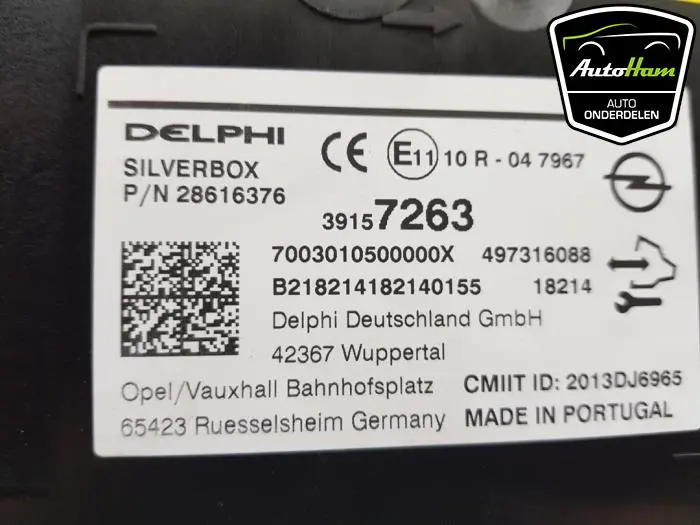 AutoHam
AUTO
ONDERDELEN
DELPHI
SILVERBOX
P/N 28616376
CE E11 10 R - 04 7967
39157263
7003010500000X 497316088
B218214182140155 18214
Delphi Deutschland GmbH
42367 Wuppertal
Opel/Vauxhall Bahnhofsplatz CMIIT ID: 2013DJ6965
65423 Ruesselsheim Germany MADE IN PORTUGAL